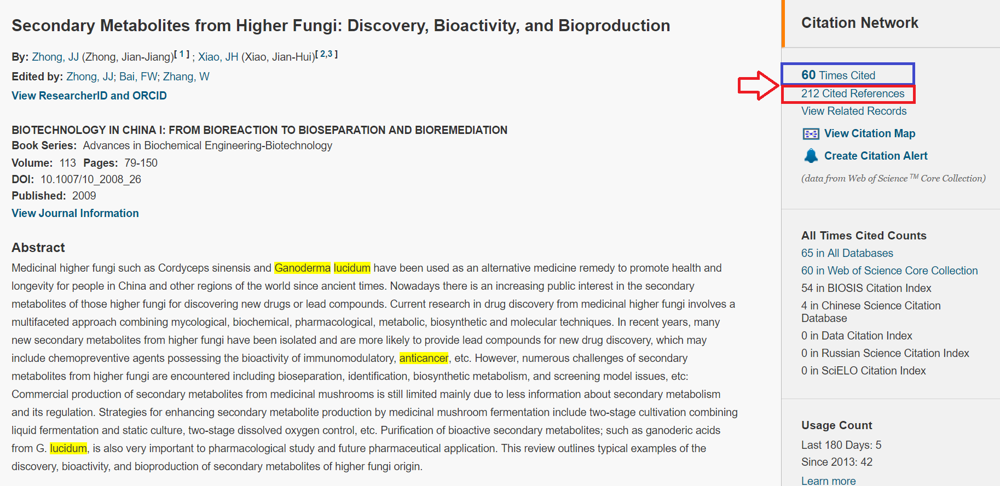 Secondary Metabolites from Higher Fungi: Discovery, Bioactivity, and Bioproduction
By: Zhong, JJ (Zhong, Jian-Jiang)[ 1 ] ; Xiao, JH (Xiao, Jian-Hui)[ 2,3 ]
Edited by: Zhong, JJ; Bai, FW; Zhang, W
View ResearcherID and ORCID
BIOTECHNOLOGY IN CHINA I: FROM BIOREACTION TO BIOSEPARATION AND BIOREMEDIATION
Book Series: Advances in Biochemical Engineering-Biotechnology
Volume: 113 Pages: 79-150
DOI: 10.1007/10_2008_26
Published: 2009
View Journal Information
Abstract
Medicinal higher fungi such as Cordyceps sinensis and Ganoderma lucidum have been used as an alternative medicine remedy to promote health and
longevity for people in China and other regions of the world since ancient times. Nowadays there is an increasing public interest in the secondary
metabolites of those higher fungi for discovering new drugs or lead compounds. Current research in drug discovery from medicinal higher fungi involves a
multifaceted approach combining mycological, biochemical, pharmacological, metabolic, biosynthetic and molecular techniques. In recent years, many
new secondary metabolites from higher fungi have been isolated and are more likely to provide lead compounds for new drug discovery, which may
include chemopreventive agents possessing the bioactivity of immunomodulatory, anticancer, etc. However, numerous challenges of secondary
metabolites from higher fungi are encountered including bioseparation, identification, biosynthetic metabolism, and screening model issues, etc:
Commercial production of secondary metabolites from medicinal mushrooms is still limited mainly due to less information about secondary metabolism
and its regulation. Strategies for enhancing secondary metabolite production by medicinal mushroom fermentation include two-stage cultivation combining
liquid fermentation and static culture, two-stage dissolved oxygen control, etc. Purification of bioactive secondary metabolites; such as ganoderic acids
from G. lucidum, is also very important to pharmacological study and future pharmaceutical application. This review outlines typical examples of the
discovery, bioactivity, and bioproduction of secondary metabolites of higher fungi origin.
Citation Network
60 Times Cited
212 Cited References
View Related Records
View Citation Map
Create Citation Alert
(data from Web of Science TM Core Collection)
All Times Cited Counts
65 in All Databases
60 in Web of Science Core Collection
54 in BIOSIS Citation Index
4 in Chinese Science Citation
Database
0 in Data Citation Index
0 in Russian Science Citation Index
0 in SciELO Citation Index
Usage Count
Last 180 Days: 5
Since 2013: 42
Learn more